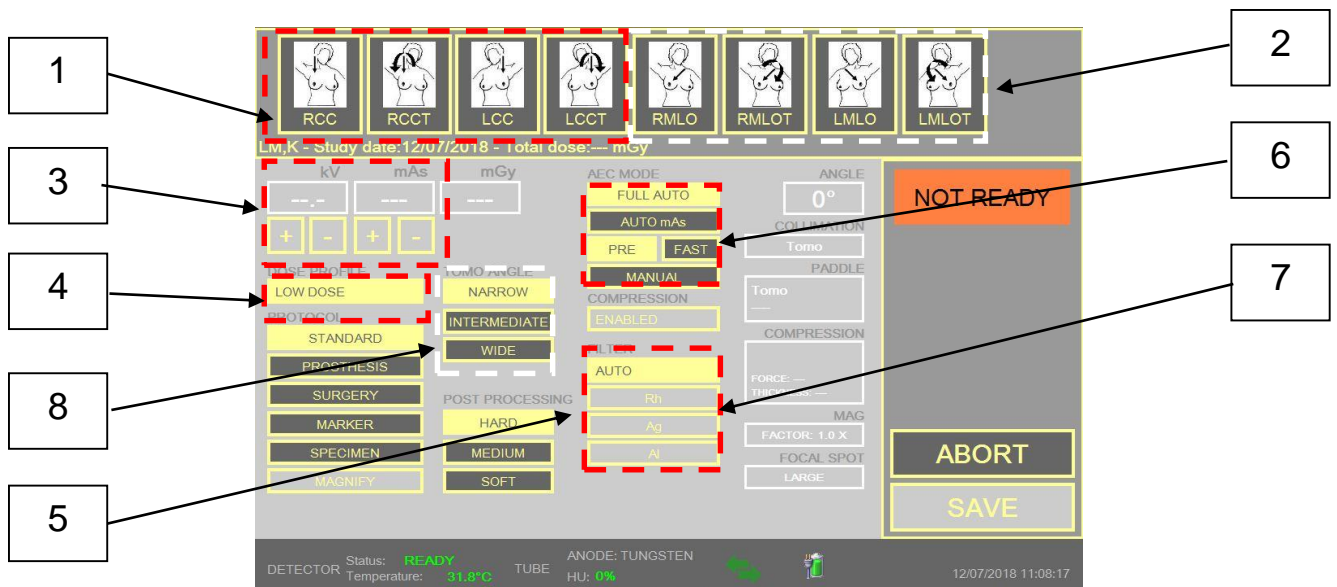 1
2
3
4
5
6
7
8
RCC
RCCT
LCC
LCCT
RMLO
RMLOT
LMLO
LMLOT
LM,K - Study date:12/07/2018 - Total dose:--- mGy
kV mAs mGy
--.- --- ---
+ - + -
DOSE PROFILE
LOW DOSE
PROTOCOL
STANDARD
PROSTHESIS
SURGERY
MARKER
SPECIMEN
MAGNIFY
TOMO ANGLE
NARROW
INTERMEDIATE
WIDE
POST PROCESSING
HARD
MEDIUM
SOFT
AEC MODE
FULL AUTO
AUTO mAs
PRE FAST
MANUAL
COMPRESSION
ENABLED
FILTER
AUTO
Rh
Ag
Al
ANGLE
0°
COLLIMATION
Tomo
PADDLE
Tomo
---
COMPRESSION
FORCE: ---
THICKNESS: ---
MAG
FACTOR: 1.0 X
FOCAL SPOT
LARGE
NOT READY
ABORT
SAVE
DETECTOR
Status: READY
Temperature: 31.8°C
TUBE
ANODE: TUNGSTEN
HU: 0%
12/07/2018 11:08:17